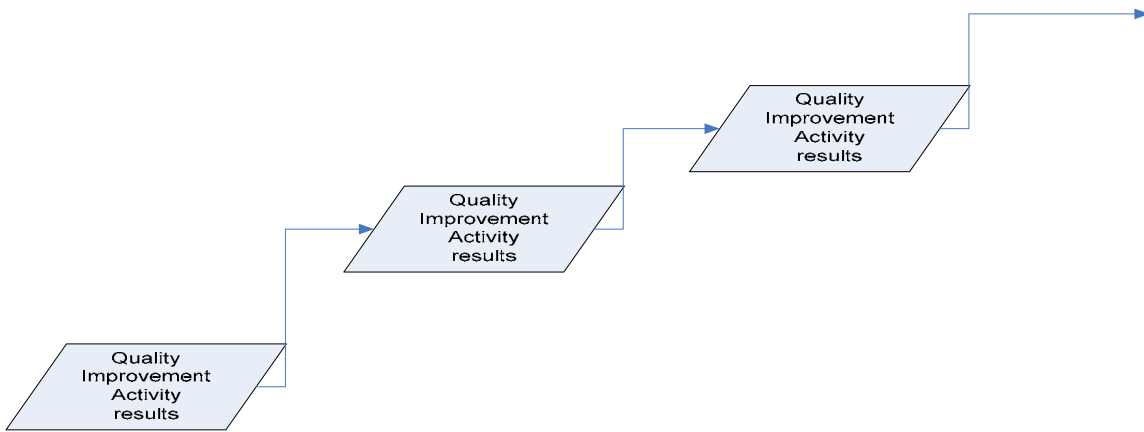 Quality
Improvement
Activity
results
Quality
Improvement
Activity
results
Quality
Improvement
Activity
results